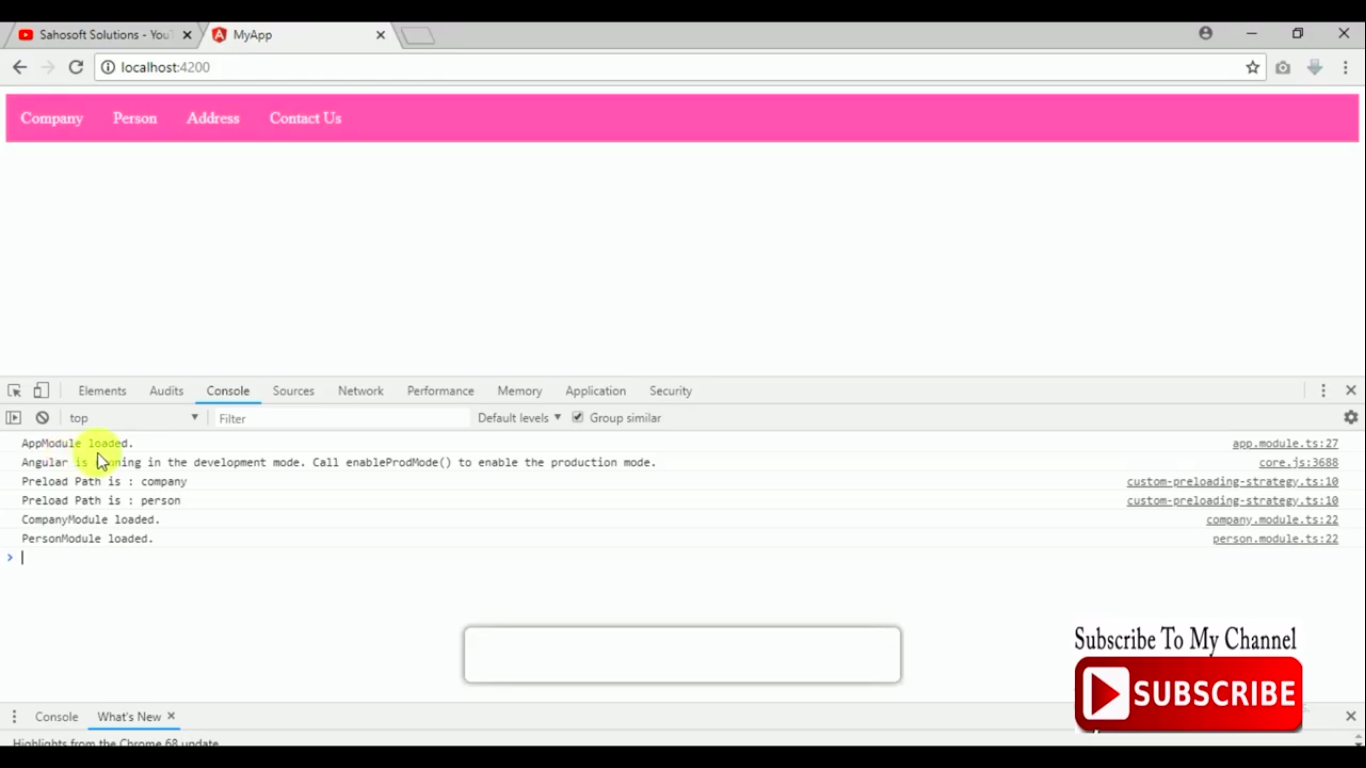 Sahosoft Solutions - YouT
MyApp
localhost:4200
Company Person Address Contact Us
Elements Audits Console Sources Network Performance Memory Application Security
top Filter Default levels Group similar
AppModule loaded. app.module.ts:27
Angular is running in the development mode. Call enableProdMode() to enable the production mode. core.js:3688
Preload Path is : company custom-preloading-strategy.ts:10
Preload Path is : person custom-preloading-strategy.ts:10
CompanyModule loaded. company.module.ts:22
PersonModule loaded. person.module.ts:22
Subscribe To My Channel
SUBSCRIBE
Console What's New
Highlights from the Chrome 68 update